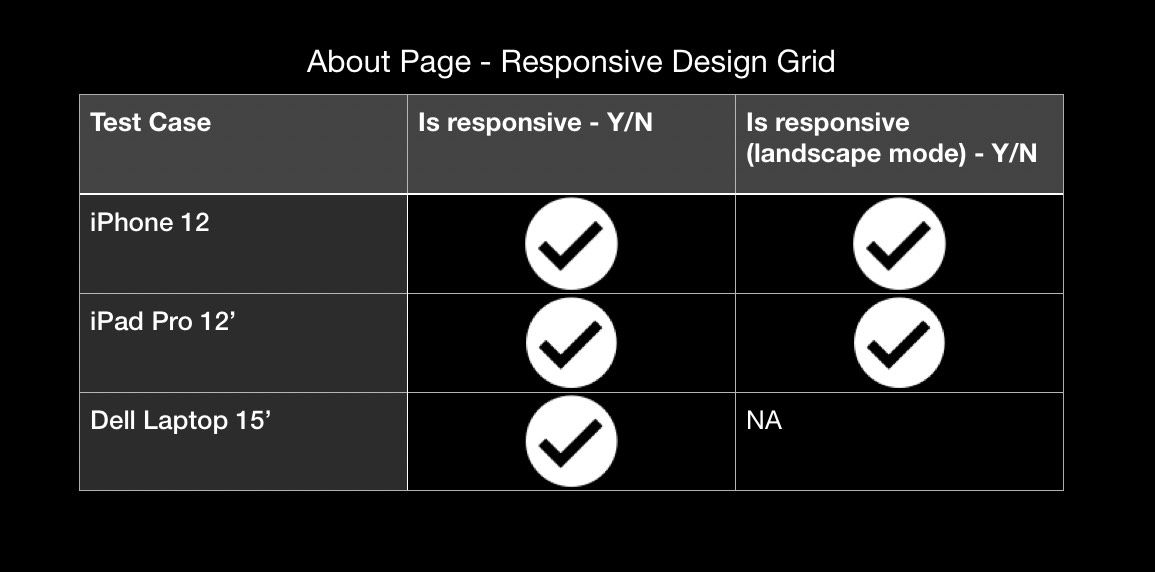 About Page - Responsive Design Grid
Test Case
Is responsive - Y/N
Is responsive
(landscape mode) - Y/N
iPhone 12
iPad Pro 12’
Dell Laptop 15’
NA